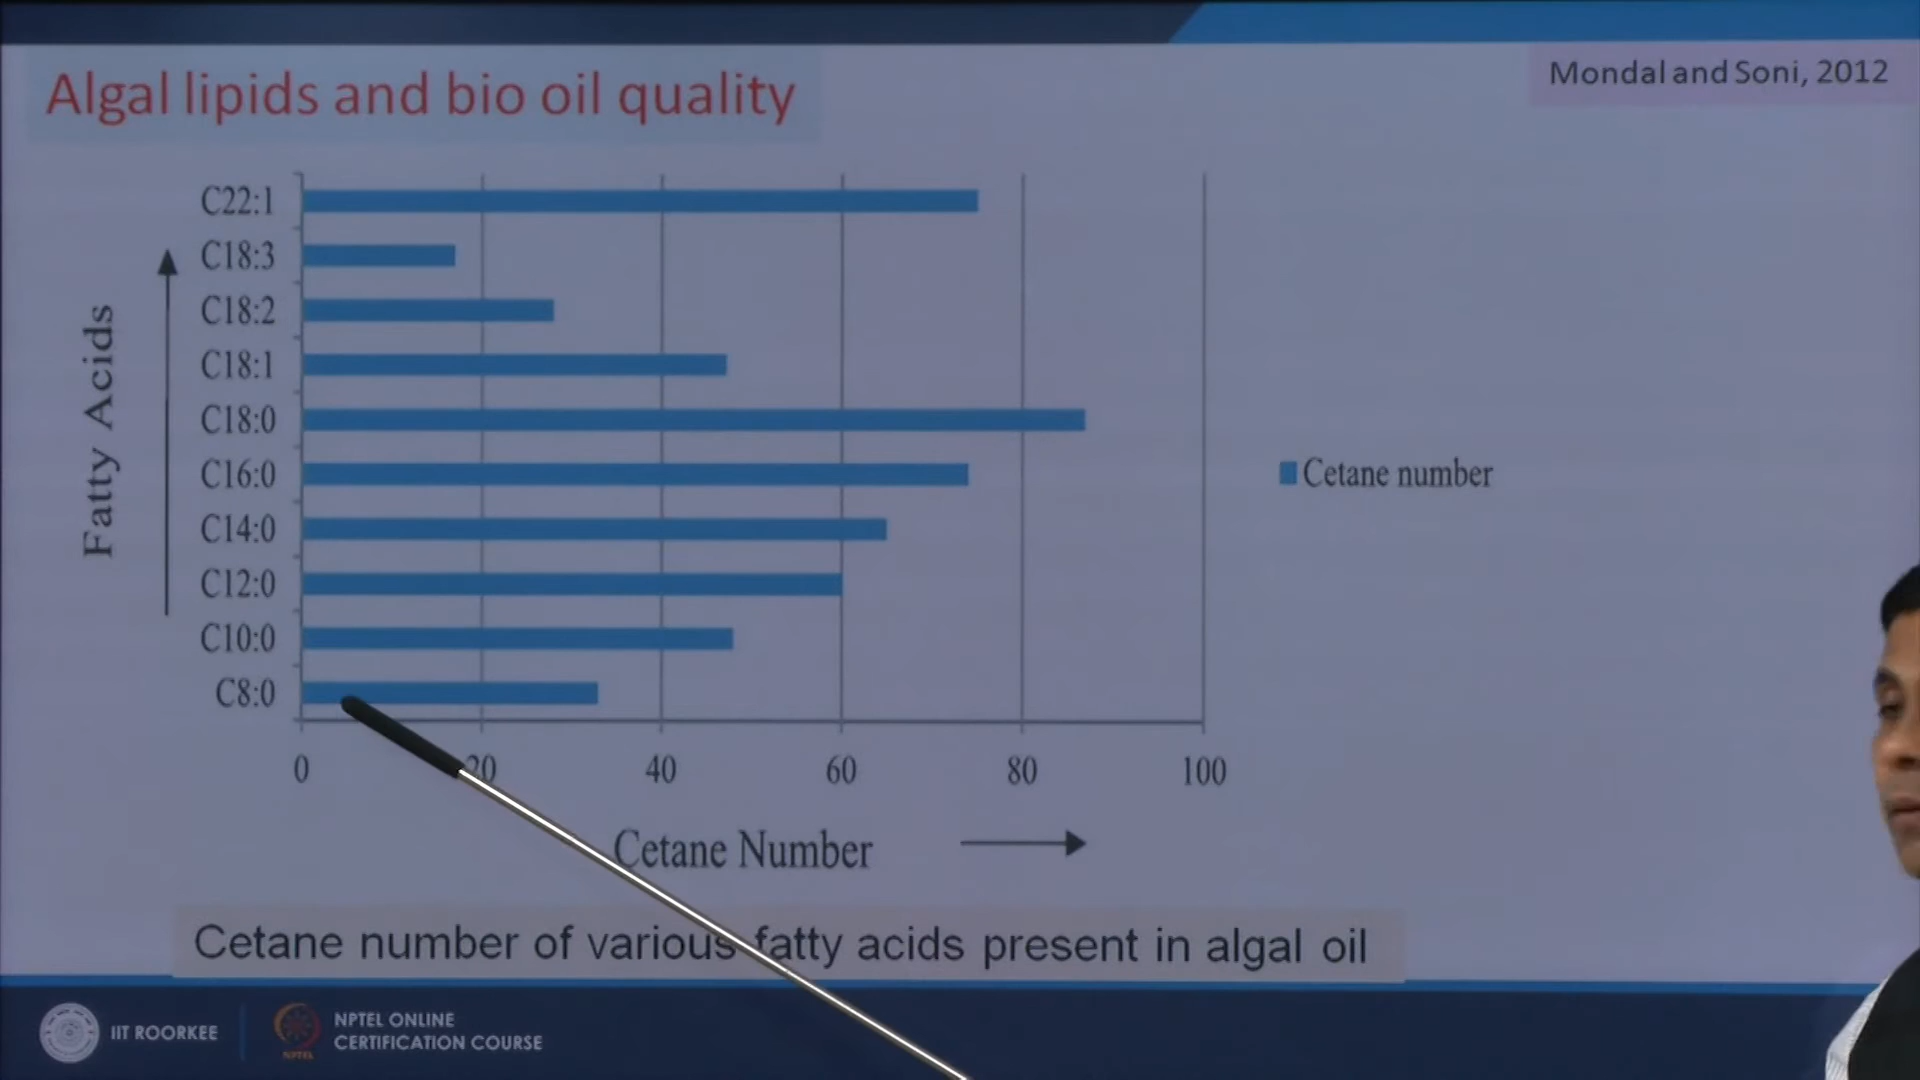 Algal lipids and bio oil quality
Mondal and Soni, 2012
C22:1
C18:3
C18:2
C18:1
C18:0
C16:0
C14:0
C12:0
C10:0
C8:0
Fatty Acids
0 20 40 60 80 100
Cetane Number
Cetane number
Cetane number of various fatty acids present in algal oil
IIT ROORKEE
NPTEL
NPTEL ONLINE
CERTIFICATION COURSE